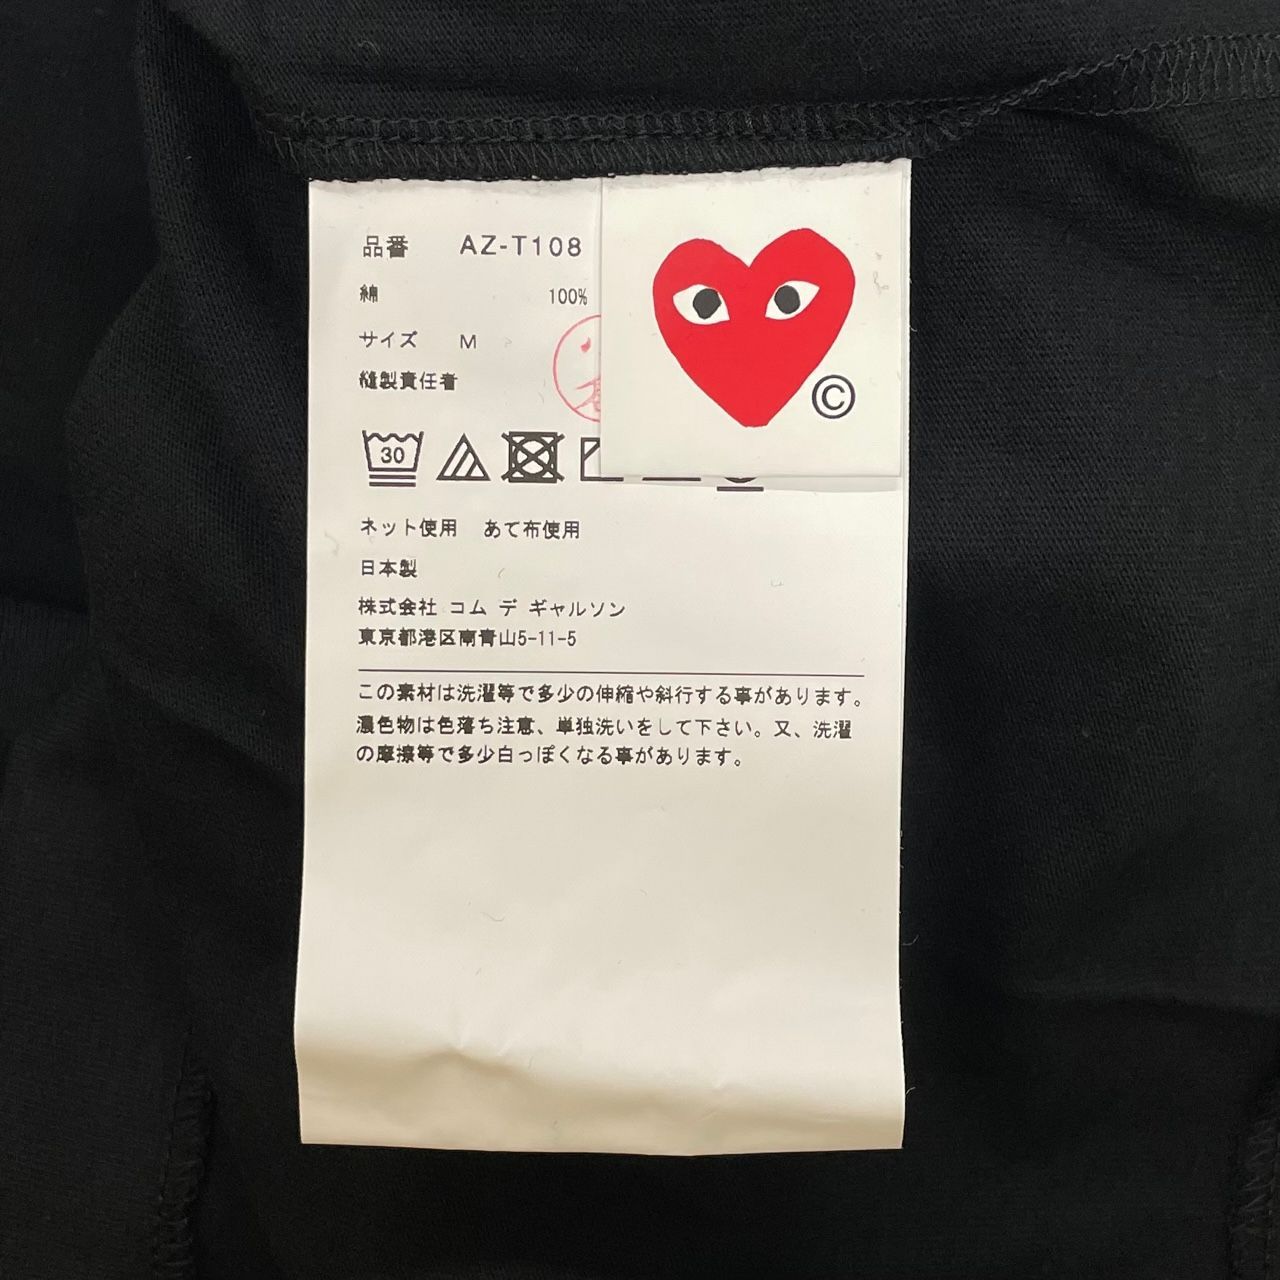 品番 AZ-T108
綿 100%
サイズ M
縫製責任者
30
ネット使用 あて布使用
日本製
株式会社 コム デ ギャルソン
東京都港区南青山5-11-5
この素材は洗濯等で多少の伸縮や斜行する事があります。
濃色物は色落ち注意、単独洗いをして下さい。又、洗濯
の摩擦等で多少白っぽくなる事があります。
©